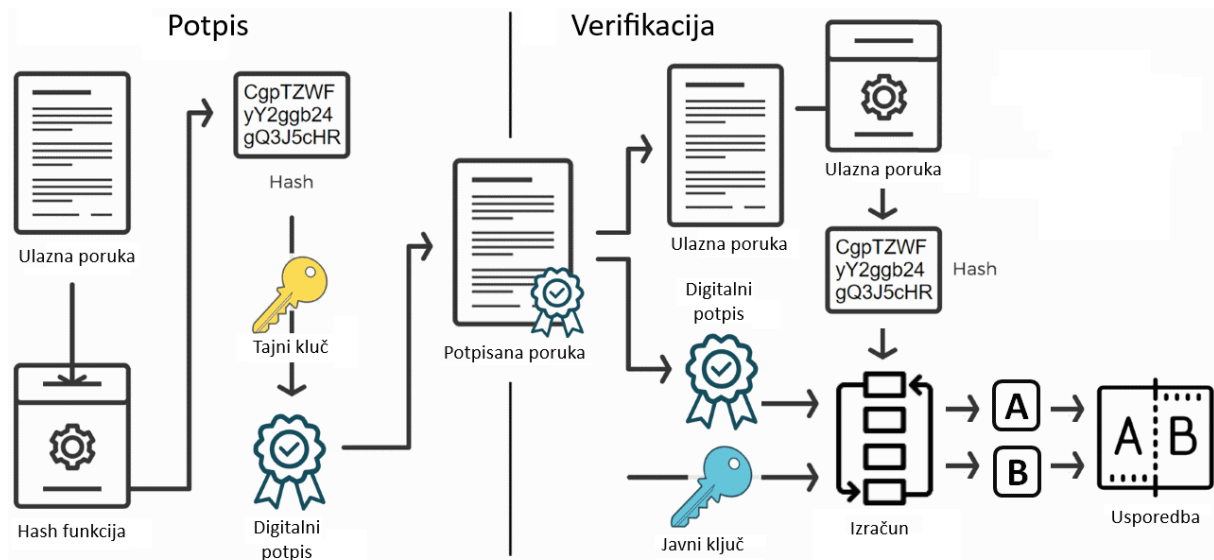 Potpis
Ulazna poruka
Hash funkcija
CgpTZWF
yY2ggb24
gQ3J5cHR
Hash
Tajni kluč
Digitalni
potpis
Potpisana poruka
Verifikacija
Ulazna poruka
Ulazna poruka
CgpTZWF
yY2ggb24
gQ3J5cHR
Hash
Digitalni
potpis
Javni ključ
Izračun
A
B
A B
Usporedba